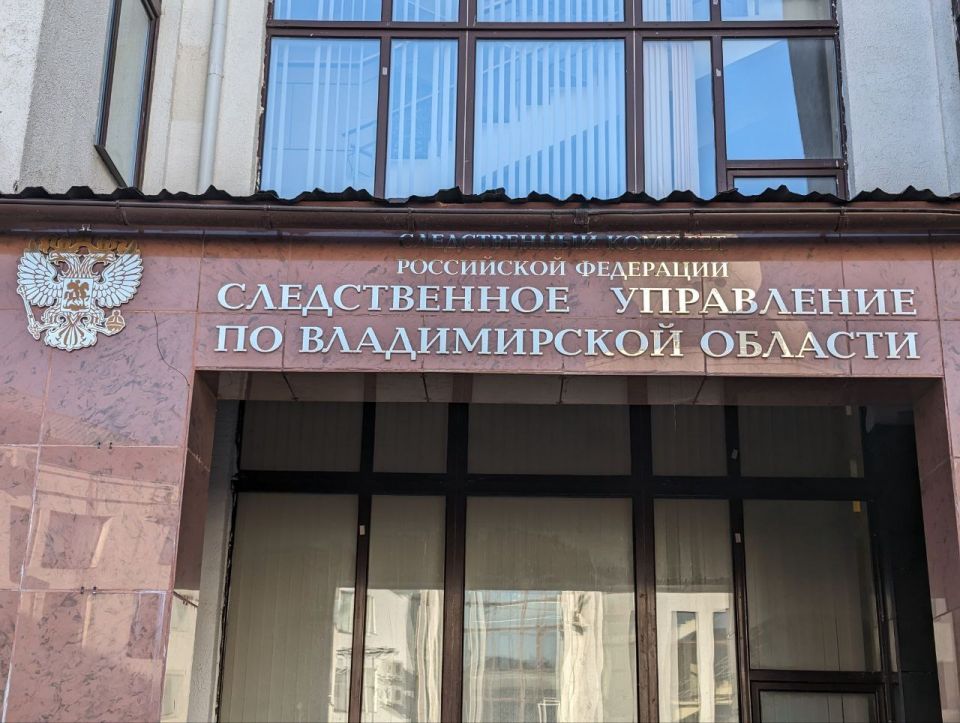 СЛЕДСТВЕННЫЙ КОМИТЕТ
РОССИЙСКОЙ ФЕДЕРАЦИИ
СЛЕДСТВЕННОЕ УПРАВЛЕНИЕ
ПО ВЛАДИМИРСКОЙ ОБЛАСТИ